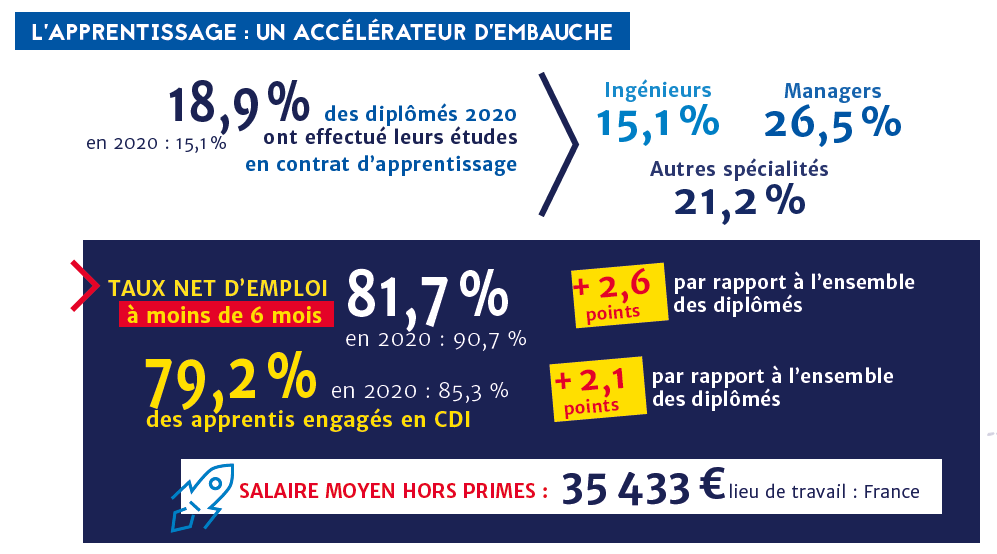 L'APPRENTISSAGE : UN ACCÉLÉRATEUR D'EMBAUCHE
18,9 % des diplômés 2020
en 2020 : 15,1 % ont effectué leurs études
en contrat d'apprentissage
Ingénieurs
15,1 %
Managers
26,5 %
Autres spécialités
21,2 %
TAUX NET D'EMPLOI
à moins de 6 mois
81,7 %
en 2020 : 90,7 %
+ 2,6
points
par rapport à l'ensemble
des diplômés
79,2 % en 2020 : 85,3 %
des apprentis engagés en CDI
+ 2,1
points
par rapport à l'ensemble
des diplômés
SALAIRE MOYEN HORS PRIMES : 35 433 € lieu de travail : France